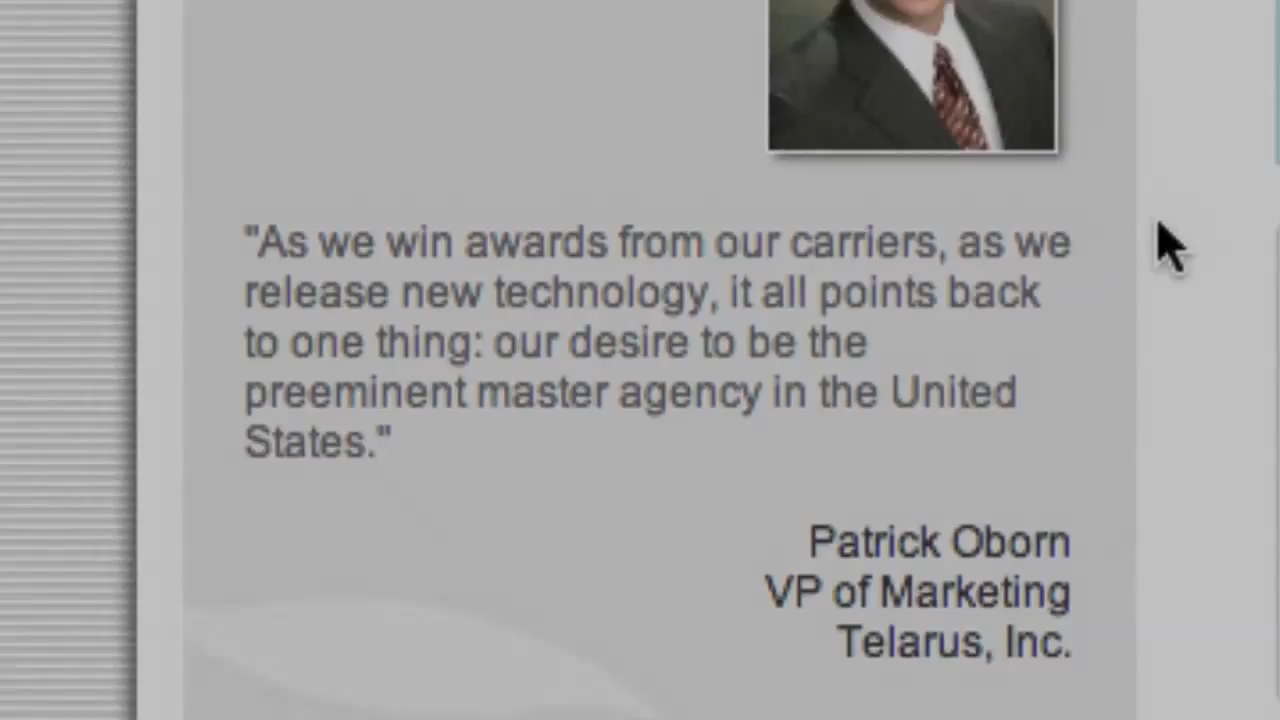 "As we win awards from our carriers, as we
release new technology, it all points back
to one thing: our desire to be the
preeminent master agency in the United
States."
Patrick Oborn
VP of Marketing
Telarus, Inc.